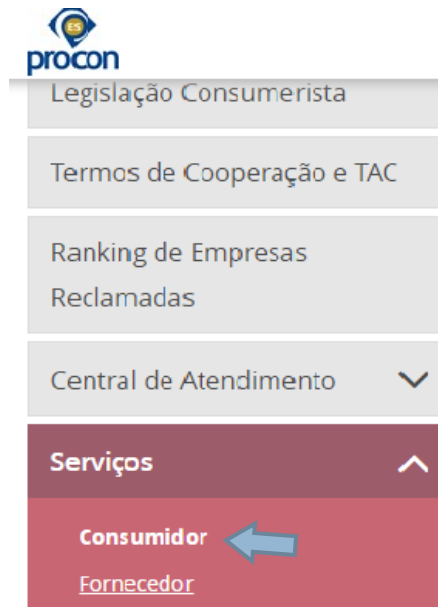 ES
procon
Legislação Consumerista
Termos de Cooperação e TAC
Ranking de Empresas
Reclamadas
Central de Atendimento
Serviços
Consumidor
Fornecedor